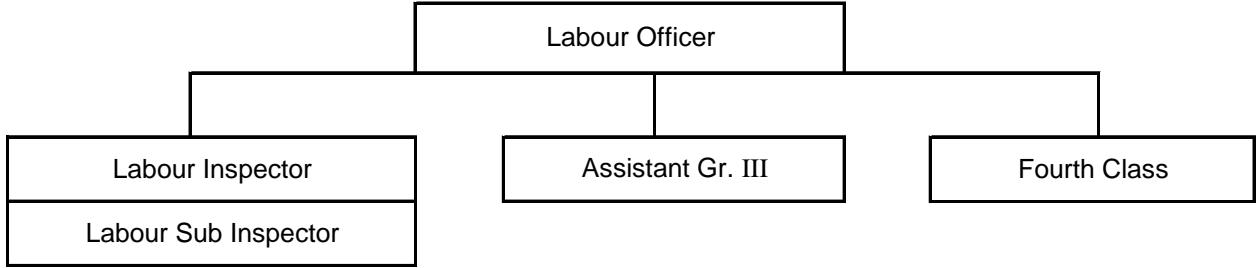 Labour Officer
Labour Inspector
Assistant Gr. III
Fourth Class
Labour Sub Inspector